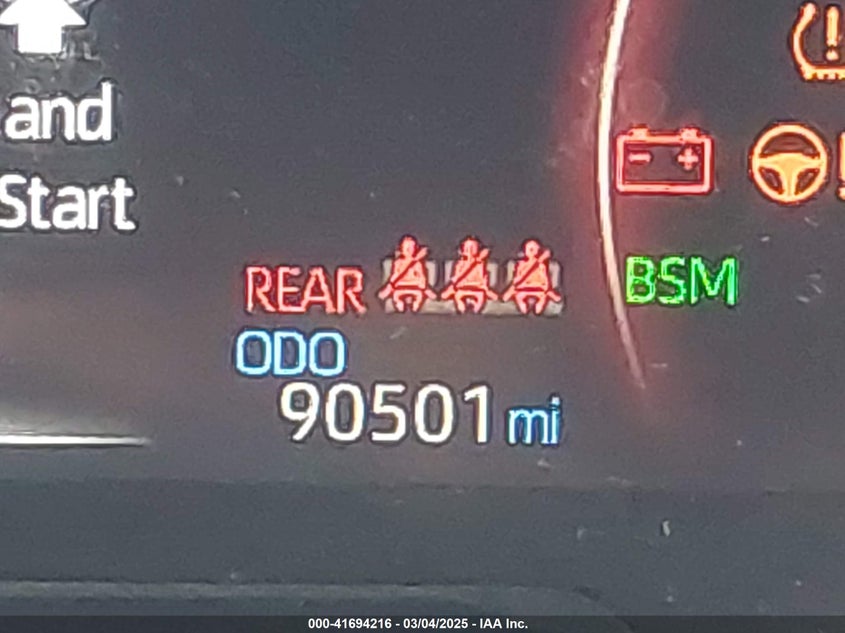 and
Start
REAR
BSM
ODO
90501 mi
000-41694216 - 03/04/2025 - IAA Inc.